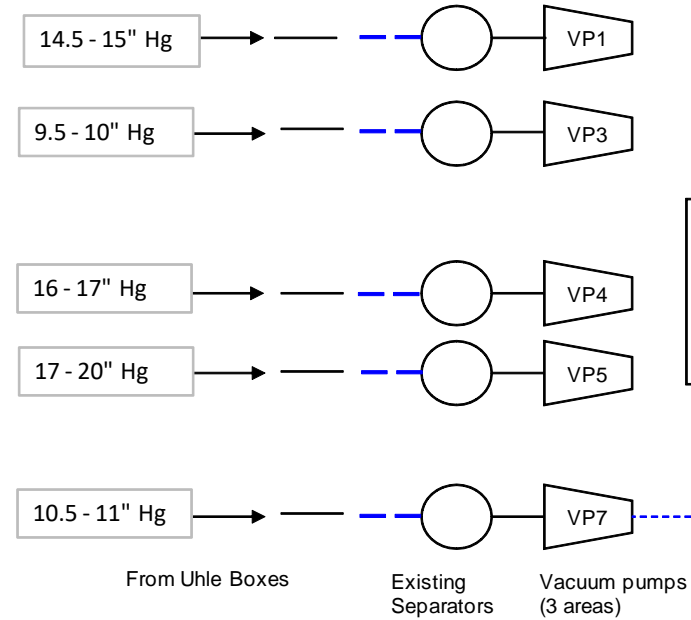 14.5 - 15" Hg
VP1
9.5 - 10" Hg
VP3
16 - 17" Hg
VP4
17 - 20" Hg
VP5
10.5 - 11" Hg
VP7
From Uhle Boxes
Existing
Separators
Vacuum pumps
(3 areas)